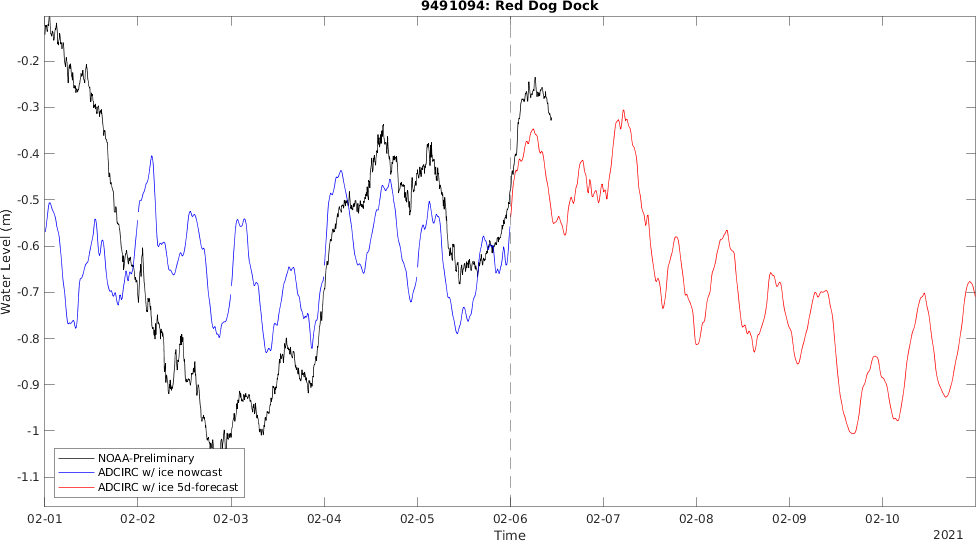 9491094: Red Dog Dock
Water Level (m)
-0.2
-0.3
-0.4
-0.5
-0.6
-0.7
-0.8
-0.9
-1
-1.1
NOAA-Preliminary
ADCIRC w/ ice nowcast
ADCIRC w/ ice 5d-forecast
02-01 02-02 02-03 02-04 02-05 02-06 02-07 02-08 02-09 02-10
Time
2021